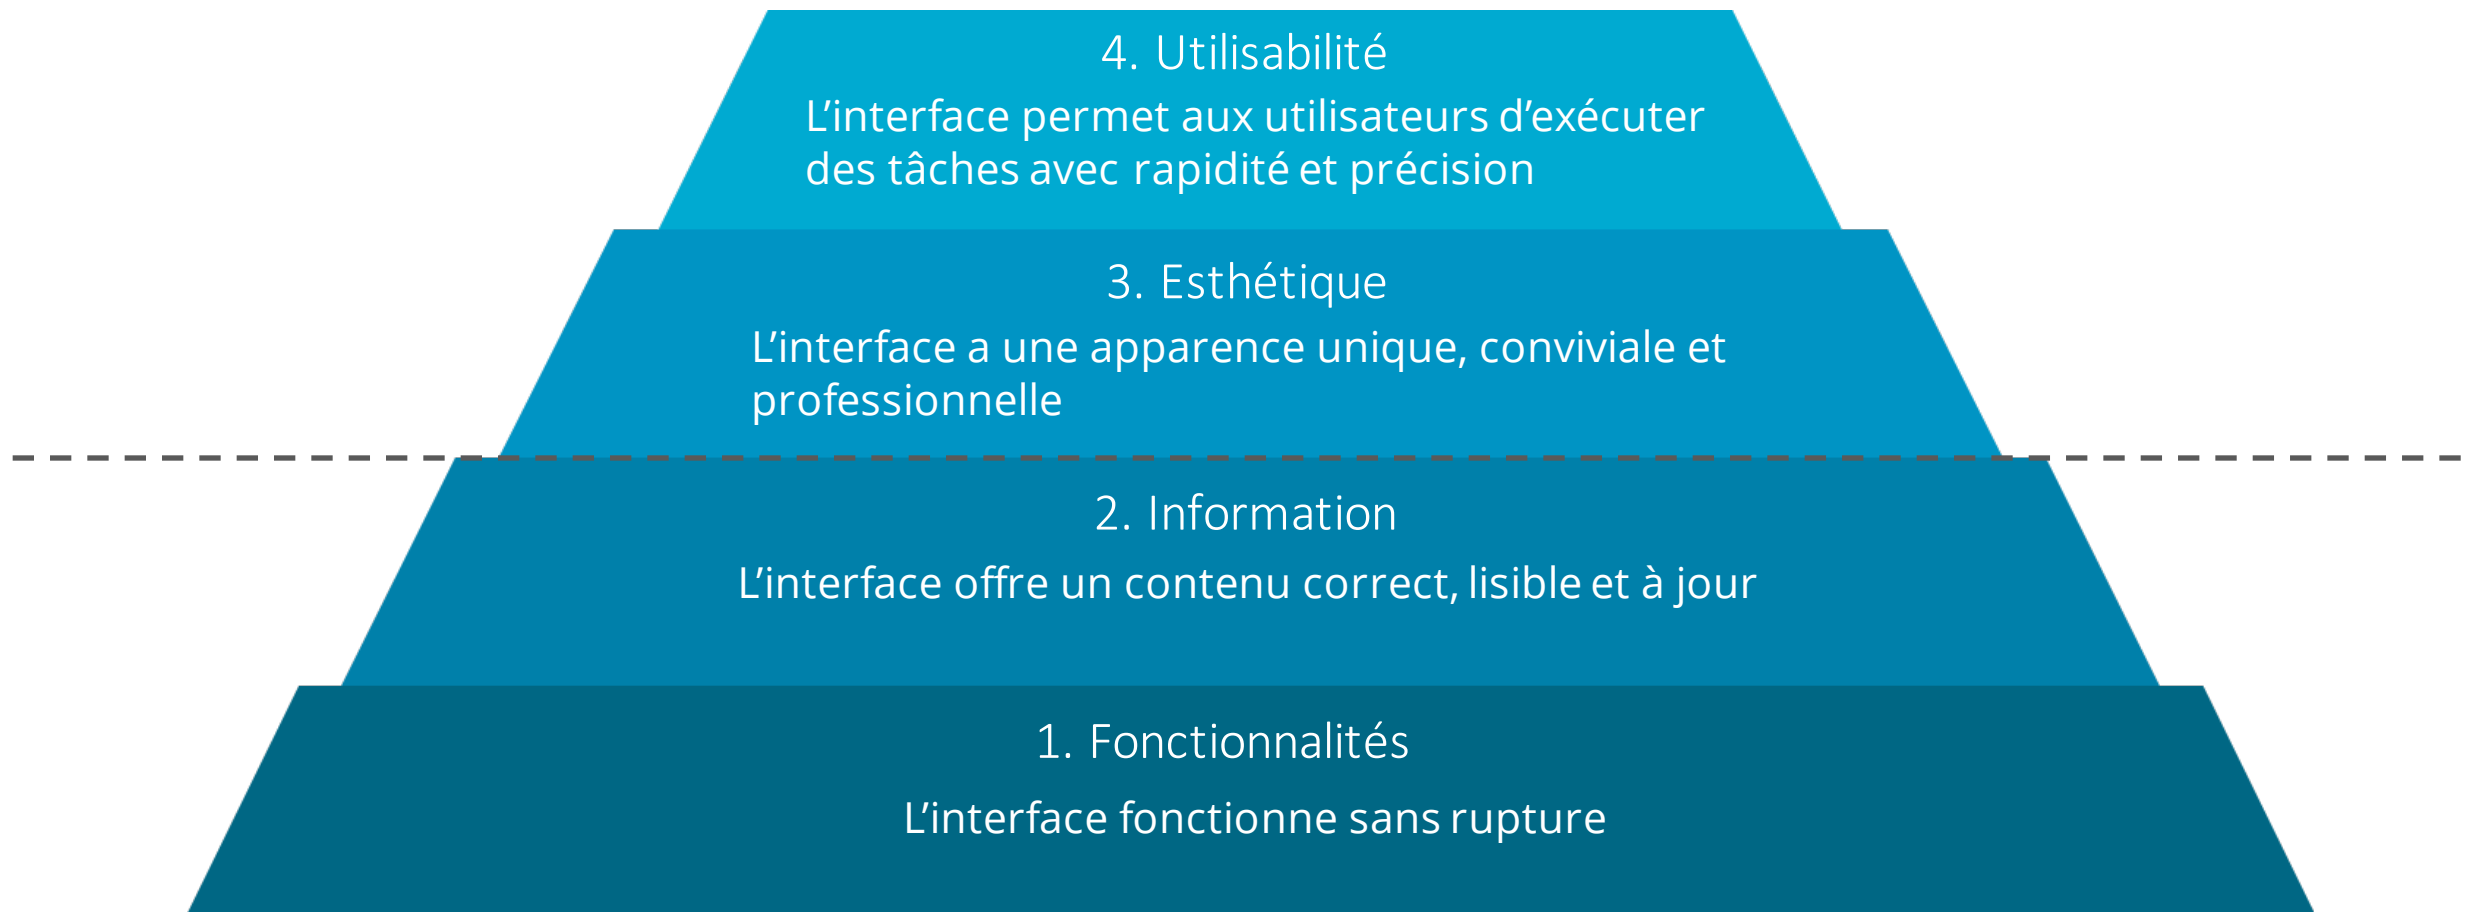 4. Utilisabilité
L’interface permet aux utilisateurs d’exécuter
des tâches avec rapidité et précision
3. Esthétique
L’interface a une apparence unique, conviviale et
professionnelle
2. Information
L’interface offre un contenu correct, lisible et à jour
1. Fonctionnalités
L’interface fonctionne sans rupture